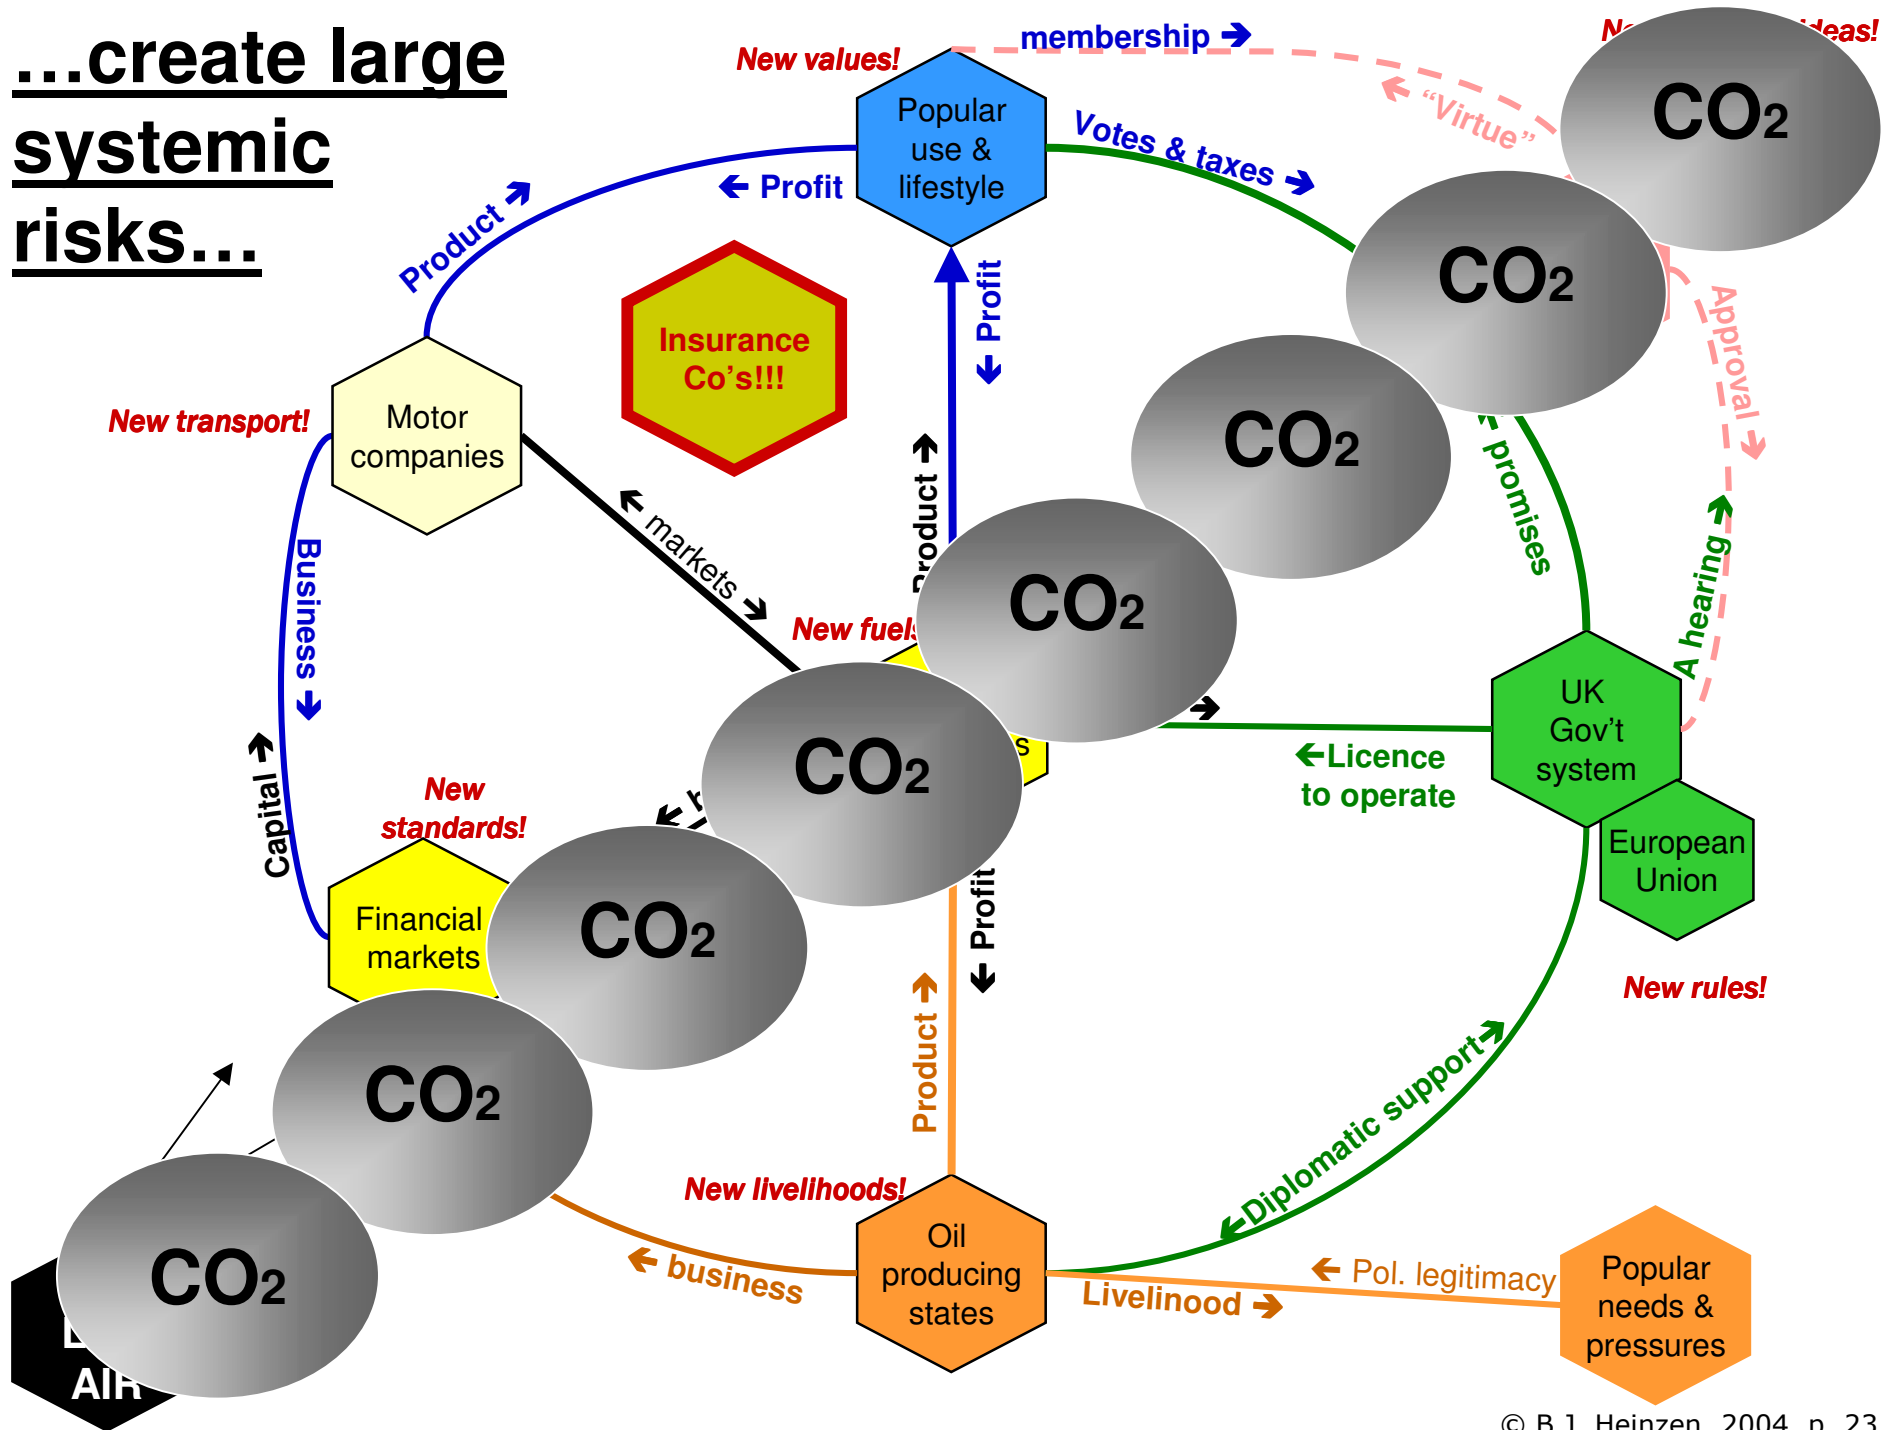 …create large
systemic
risks…
New values!
membership →
deas!
← “Virtue”
Popular
use &
lifestyle
Votes & taxes →
← Profit
Product →
CO2
CO2
Insurance
Co’s!!!
← Profit
Approval →
New transport!
Motor
companies
← markets →
Product →
CO2
← promises
A hearing →
Business →
New fuels
CO2
UK
Gov’t
system
←Licence
to operate
European
Union
s
CO2
Capital →
New
standards!
Financial
markets
CO2
← Profit
New rules!
Product →
←Diplomatic support→
CO2
New livelihoods!
Oil
producing
states
← business
← Pol. legitimacy
Livelinood →
Popular
needs &
pressures
CO2
AIR
© B.J. Heinzen, 2004, p. 23